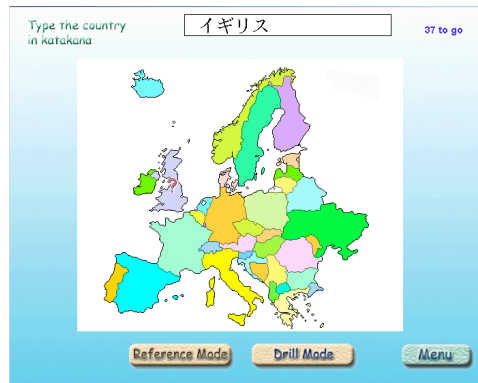 Type the country
in katakana
イギリス
37 to go
?
Reference Mode
Drill Mode
Menu